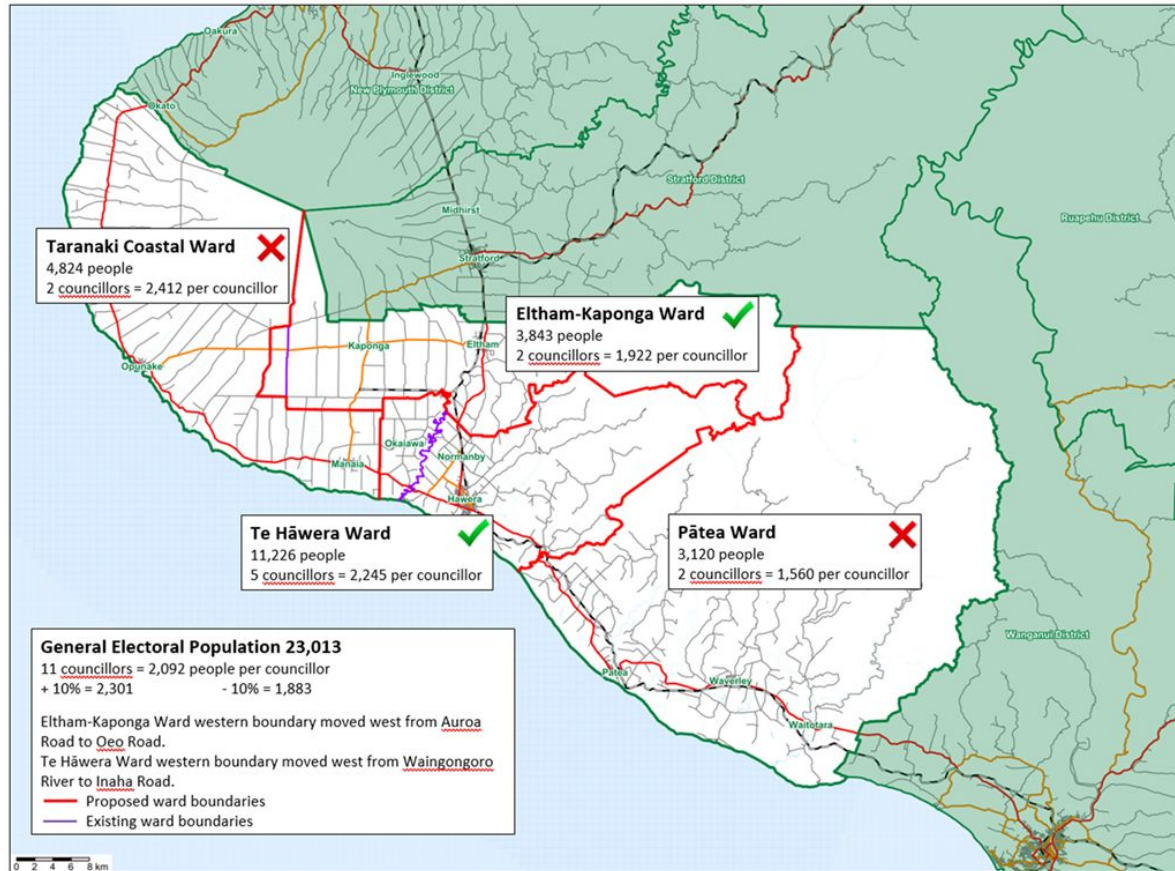 Oakura
Inglewood
New Plymouth District
Okato
Stratford District
Ruapehu District
Midhirst
Stratford
Taranaki Coastal Ward
4,824 people
2 councillors = 2,412 per councillor
Eltham-Kaponga Ward
3,843 people
2 councillors = 1,922 per councillor
Kaponga
Eltham
Opunake
Okaiawa
Normanby
Manaia
Hawera
Te Hāwera Ward
11,226 people
5 councillors = 2,245 per councillor
Pātea Ward
3,120 people
2 councillors = 1,560 per councillor
Wanganui District
Patea
Waverley
Waitotara
General Electoral Population 23,013
11 councillors = 2,092 people per councillor
+ 10% = 2,301 - 10% = 1,883
Eltham-Kaponga Ward western boundary moved west from Auroa
Road to Oeo Road.
Te Hāwera Ward western boundary moved west from Waingongoro
River to Inaha Road.
Proposed ward boundaries
Existing ward boundaries
0 2 4 6 8 km